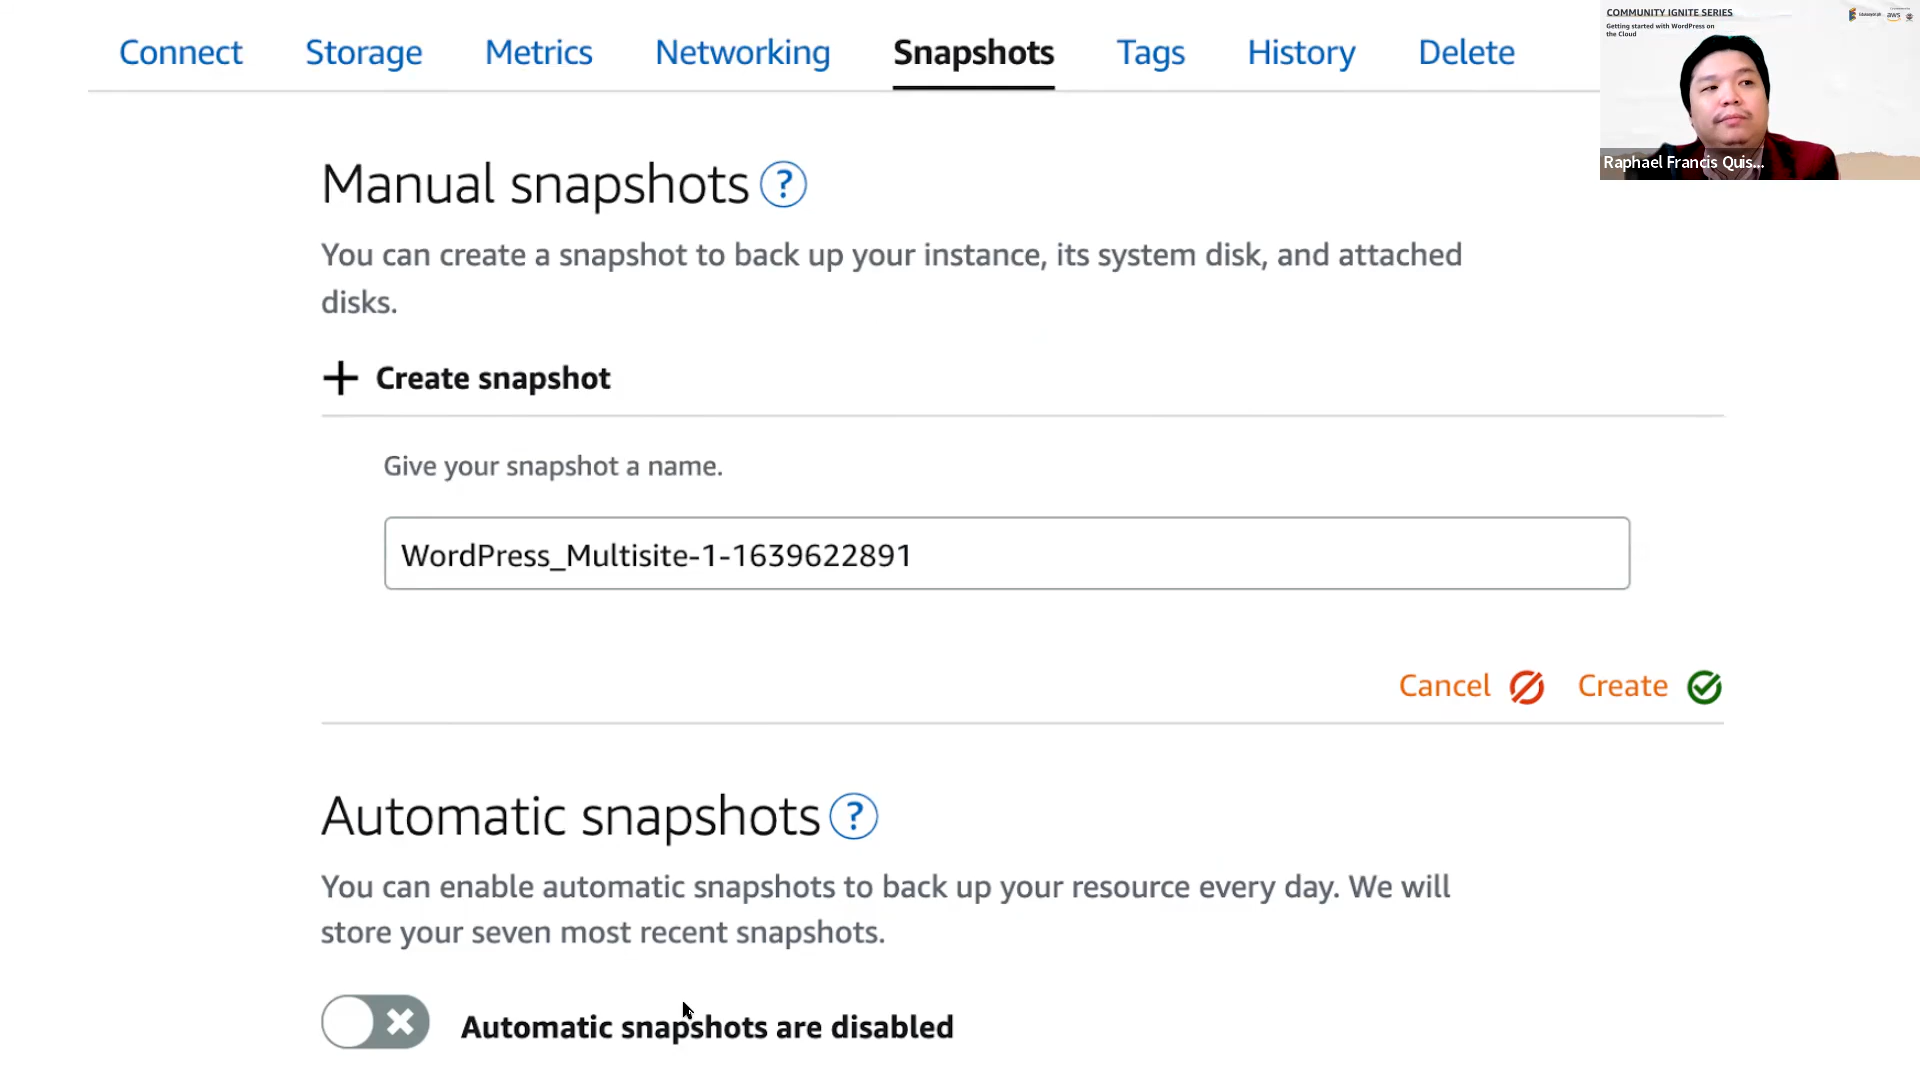 Connect
Storage
Metrics
Networking
Snapshots
Tags
History
Delete
COMMUNITY IGNITE SERIES
Getting started with WordPress on
the Cloud
aws
Raphael Francis Quis...
Manual snapshots ?
You can create a snapshot to back up your instance, its system disk, and attached
disks.
+ Create snapshot
Give your snapshot a name.
WordPress_Multisite-1-1639622891
Cancel
Create
Automatic snapshots ?
You can enable automatic snapshots to back up your resource every day. We will
store your seven most recent snapshots.
Automatic snapshots are disabled